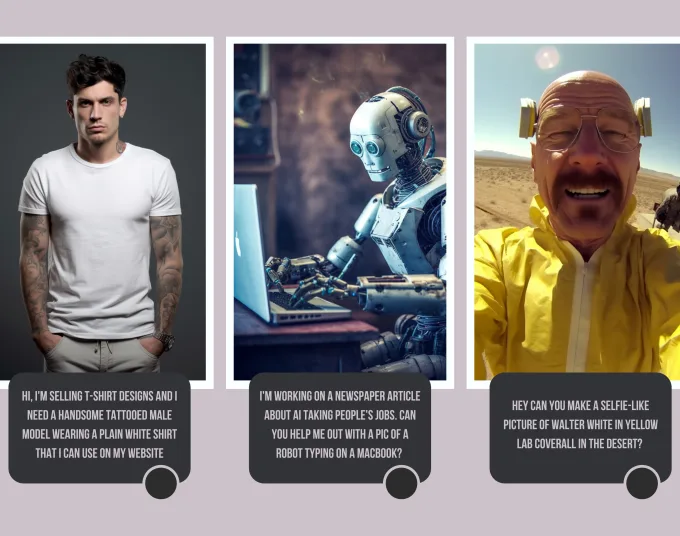 HI, I'M SELLING T-SHIRT DESIGNS AND I
NEED A HANDSOME TATTOOED MALE
MODEL WEARING A PLAIN WHITE SHIRT
THAT I CAN USE ON MY WEBSITE
I'M WORKING ON A NEWSPAPER ARTICLE
ABOUT AI TAKING PEOPLE'S JOBS. CAN
YOU HELP ME OUT WITH A PIC OF A
ROBOT TYPING ON A MACBOOK?
HEY CAN YOU MAKE A SELFIE-LIKE
PICTURE OF WALTER WHITE IN YELLOW
LAB COVERALL IN THE DESERT?